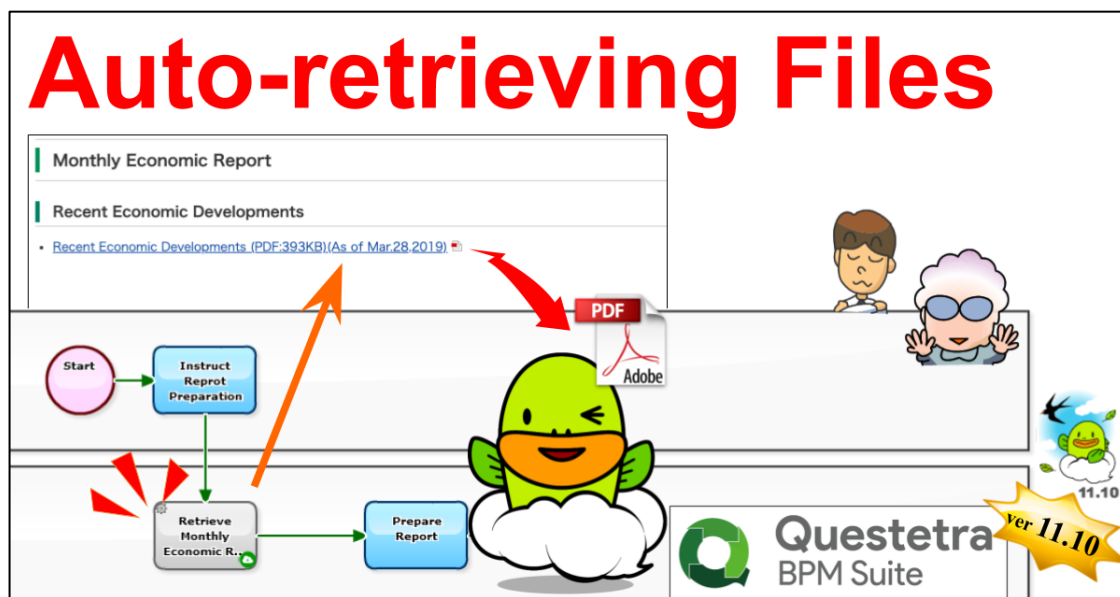 Auto-retrieving Files
Monthly Economic Report
Recent Economic Developments
• Recent Economic Developments (PDF:393KB)(As of Mar.28,2019)
PDF
Adobe
Start
Instruct
Reprot
Preparation
11.10
Retrieve
Monthly
Economic R...
Prepare
Report
Questetra
BPM Suite
ver 11.10